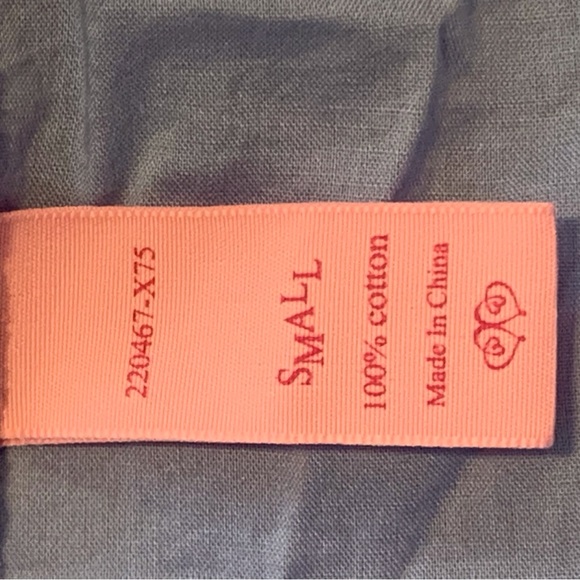 220467-X75
SMALL
100% cotton
Made In China